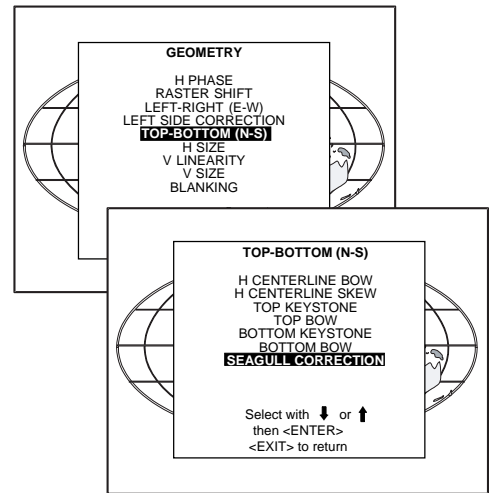 GEOMETRY
H PHASE
RASTER SHIFT
LEFT-RIGHT (E-W)
LEFT SIDE CORRECTION
TOP-BOTTOM (N-S)
H SIZE
V LINEARITY
V SIZE
BLANKING
TOP-BOTTOM (N-S)
H CENTERLINE BOW
H CENTERLINE SKEW
TOP KEYSTONE
TOP BOW
BOTTOM KEYSTONE
BOTTOM BOW
SEAGULL CORRECTION
Select with ⬇ or ⬆
then <ENTER>
<EXIT> to return